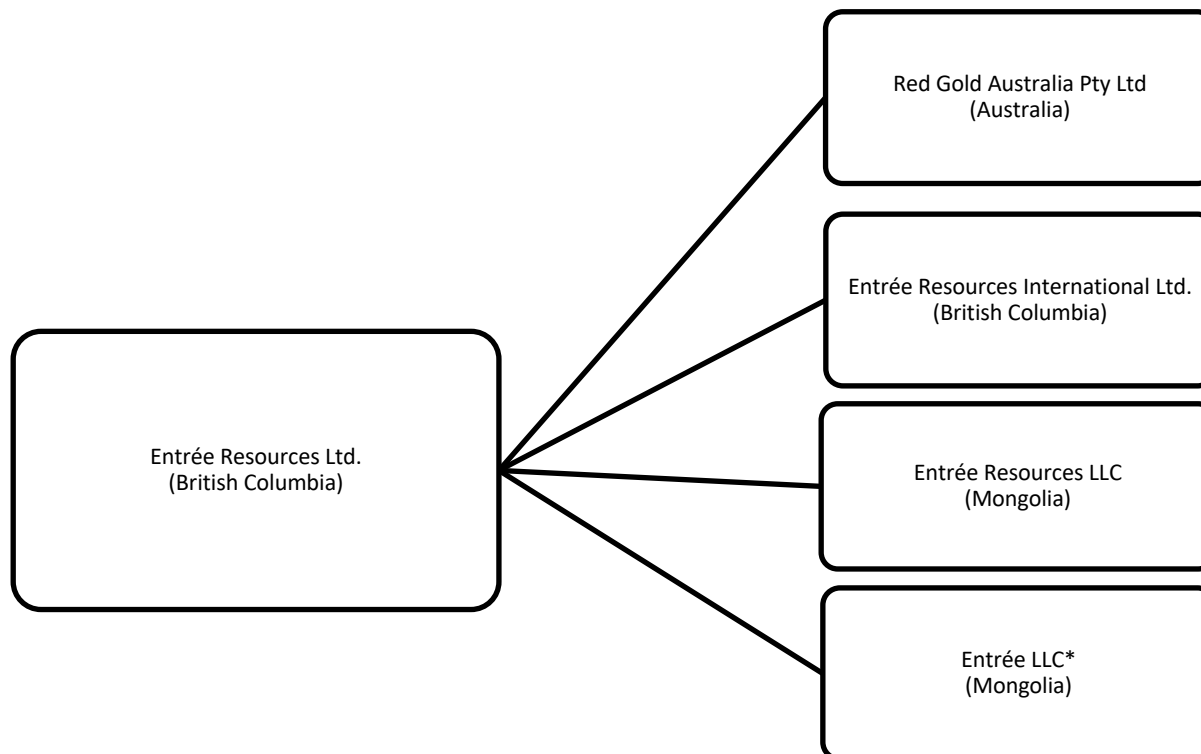 Red Gold Australia Pty Ltd
(Australia)
Entrée Resources International Ltd.
(British Columbia)
Entrée Resources Ltd.
(British Columbia)
Entrée Resources LLC
(Mongolia)
Entrée LLC*
(Mongolia)